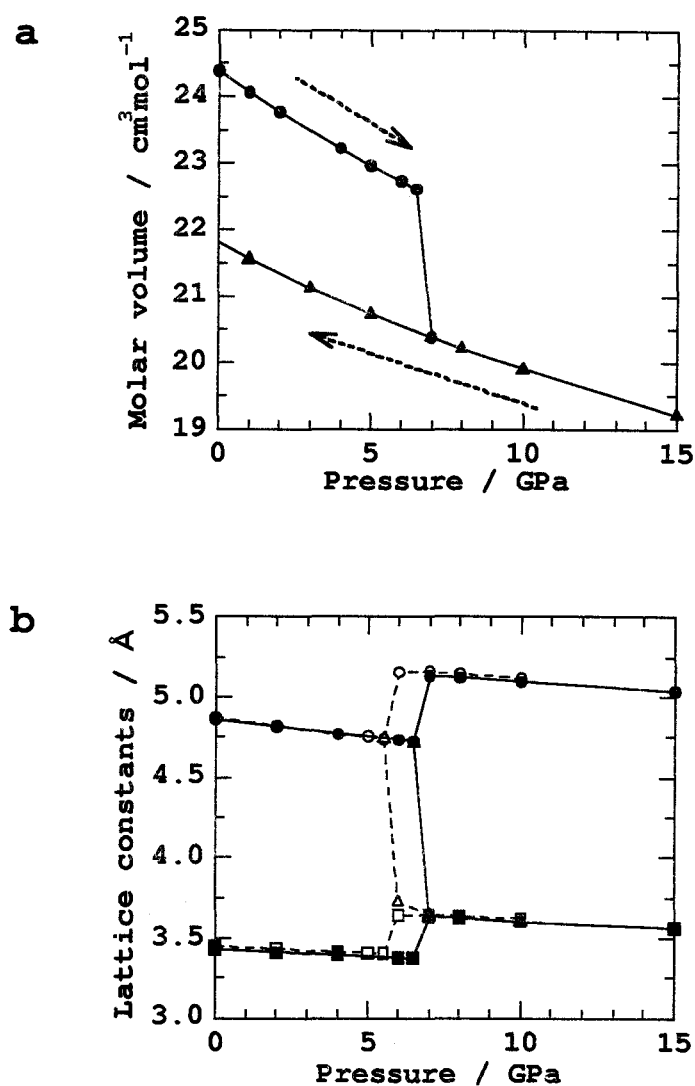 a
25
24
23
22
21
20
19
Molar volume / cm³mol⁻¹
0 5 10 15
Pressure / GPa
b
5.5
5.0
4.5
4.0
3.5
3.0
Lattice constants / Å
0 5 10 15
Pressure / GPa